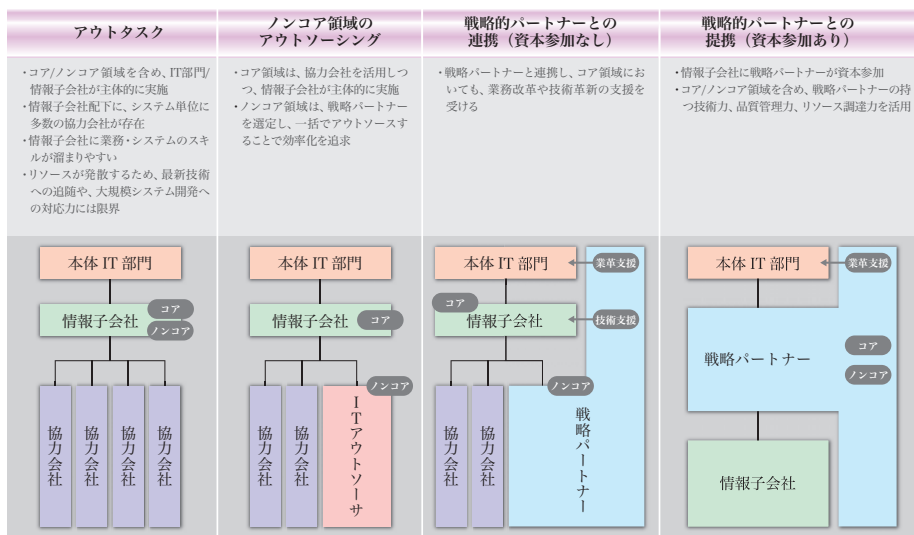 アウトタスク
・コア/ノンコア領域を含め、IT部門/
情報子会社が主体的に実施
・情報子会社配下に、システム単位に
多数の協力会社が存在
・情報子会社に業務・システムのスキ
ルが溜まりやすい
・リソースが発散するため、最新技術
への追随や、大規模システム開発へ
の対応力には限界
本体 IT 部門
情報子会社
コア
ノンコア
協力会社
協力会社
協力会社
協力会社
ノンコア領域の
アウトソーシング
・コア領域は、協力会社を活用しつ
つ、情報子会社が主体的に実施
・ノンコア領域は、戦略パートナー
を選定し、一括でアウトソースす
ることで効率化を追求
本体 IT 部門
情報子会社
コア
ノンコア
協力会社
協力会社
ITアウトソーサ
戦略的パートナーとの
連携（資本参加なし）
・戦略パートナーと連携し、コア領域にお
いても、業務改革や技術革新の支援を
受ける
本体 IT 部門
業革支援
コア
情報子会社
技術支援
ノンコア
協力会社
協力会社
戦略パートナー
戦略的パートナーとの
提携（資本参加あり）
・情報子会社に戦略パートナーが資本参加
・コア/ノンコア領域を含め、戦略パートナーの持
つ技術力、品質管理力、リソース調達力を活用
本体 IT 部門
業革支援
戦略パートナー
コア
ノンコア
情報子会社